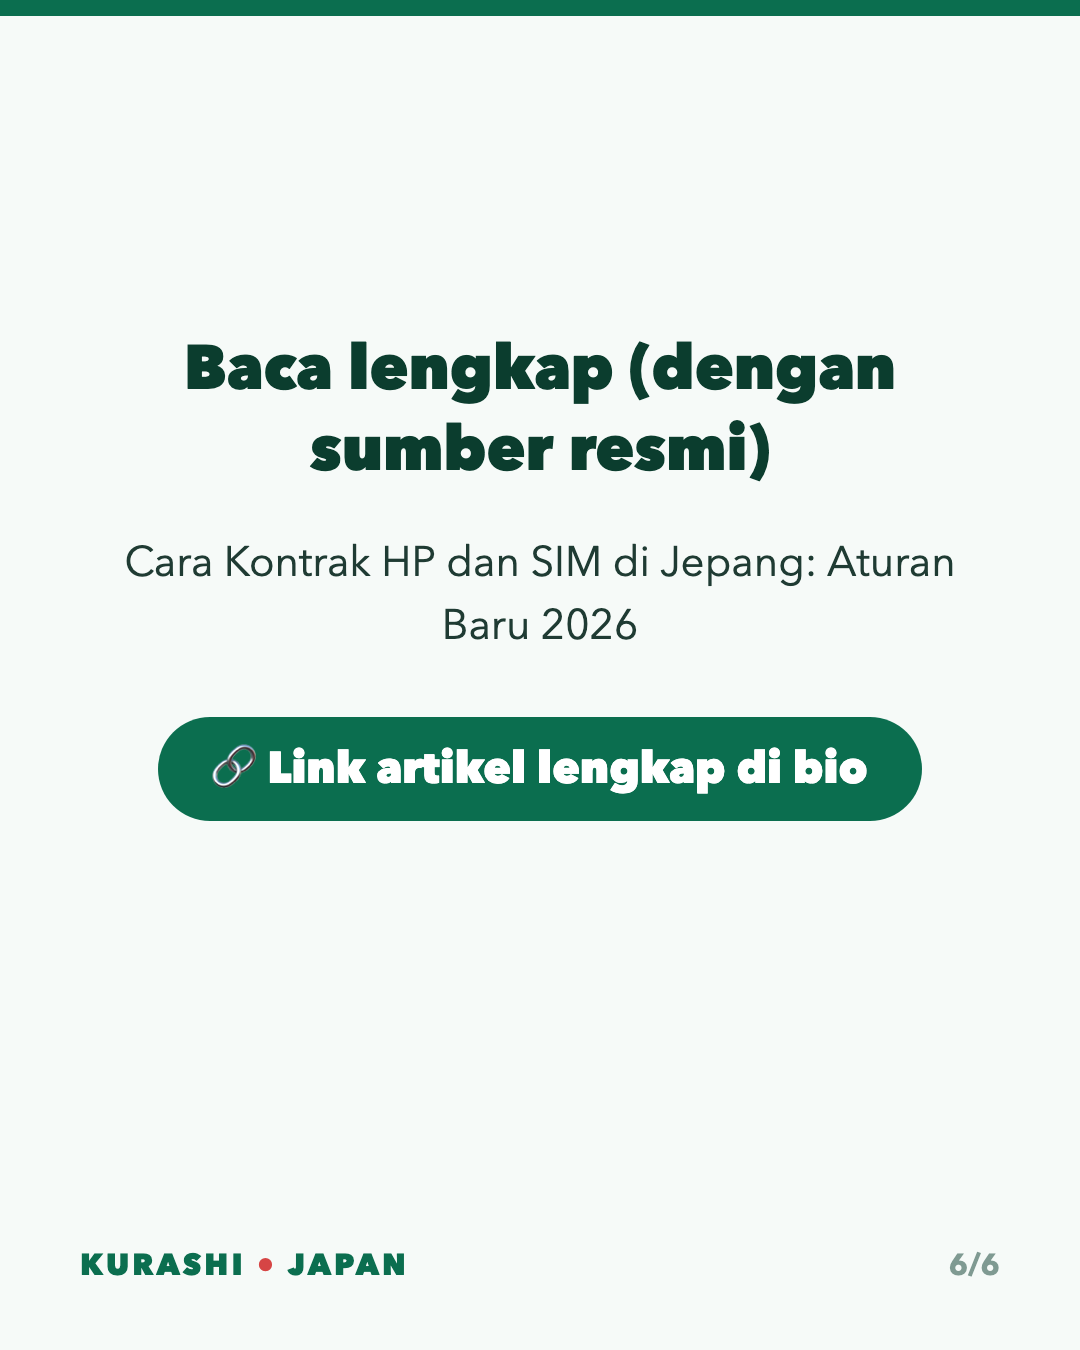 Baca lengkap (dengan
sumber resmi)
Cara Kontrak HP dan SIM di Jepang: Aturan
Baru 2026
🔗 Link artikel lengkap di bio
KURASHI • JAPAN
6/6